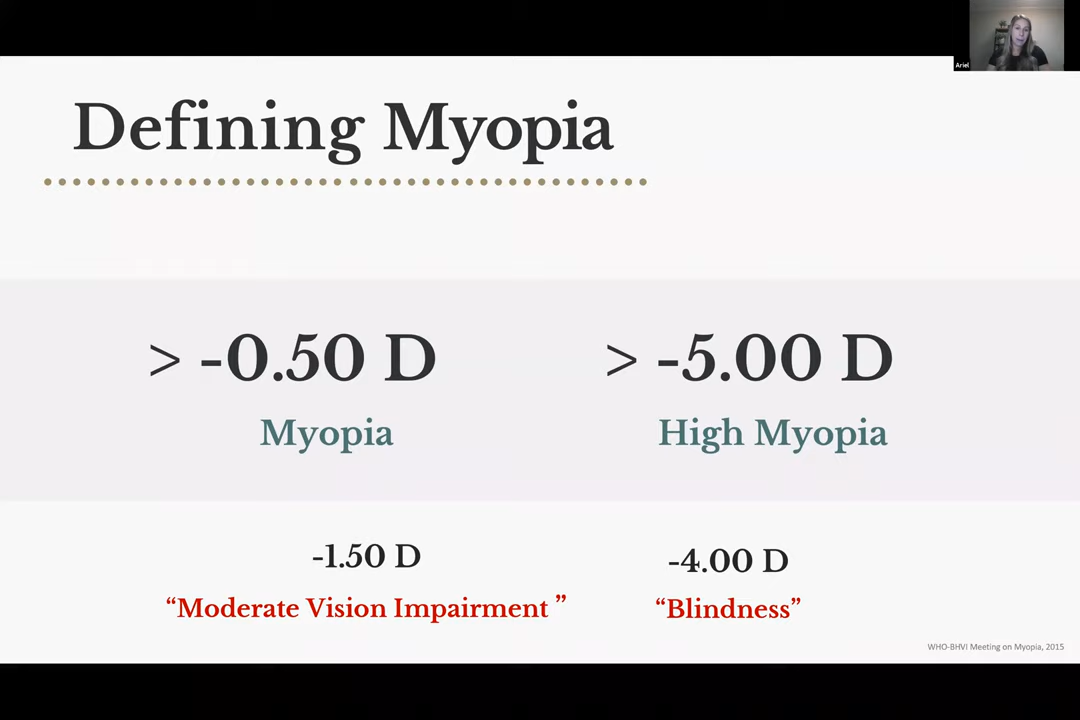 Ariel
Defining Myopia
> -0.50 D
> -5.00 D
Myopia
High Myopia
-1.50 D
-4.00 D
“Moderate Vision Impairment ”
“Blindness”
WHO-BHVI Meeting on Myopia, 2015